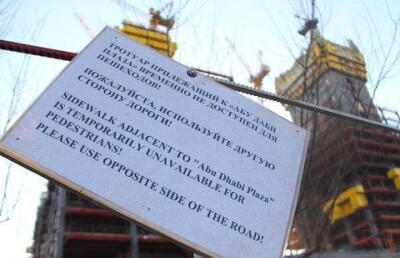 ТРОТУАР ПРИЛЕЖАЩИЙ К «АБУ ДАБИ
ПЛАЗА» ВРЕМЕННО НЕ ДОСТУПЕН ДЛЯ
ПЕШЕХОДОВ!
ПОЖАЛУЙСТА, ИСПОЛЬЗУЙТЕ ДРУГУЮ
СТОРОНУ ДОРОГИ!
SIDEWALK ADJACENT TO "Abu Dhabi Plaza"
IS TEMPORARILY UNAVAILABLE FOR
PEDESTRIANS!
PLEASE USE OPPOSITE SIDE OF THE ROAD!